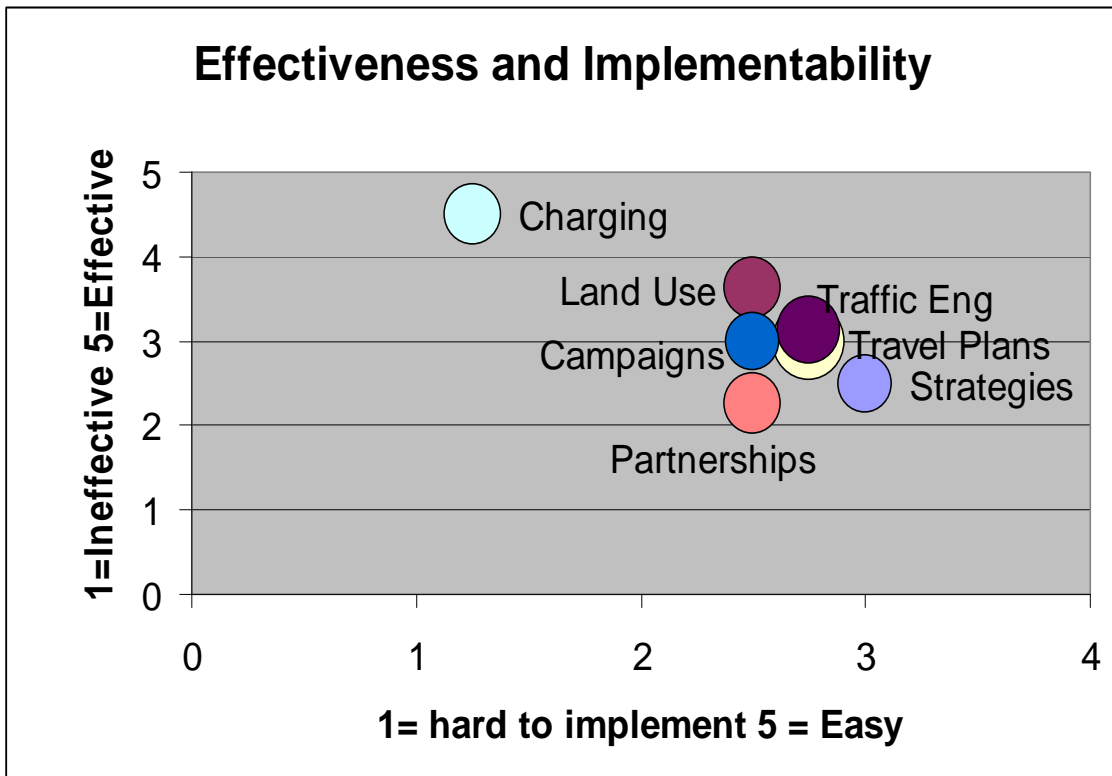 Effectiveness and Implementability
1=Ineffective 5=Effective
5
4
3
2
1
0
Charging
Land Use
Traffic Eng
Campaigns
Travel Plans
Strategies
Partnerships
0 1 2 3 4
1= hard to implement 5 = Easy